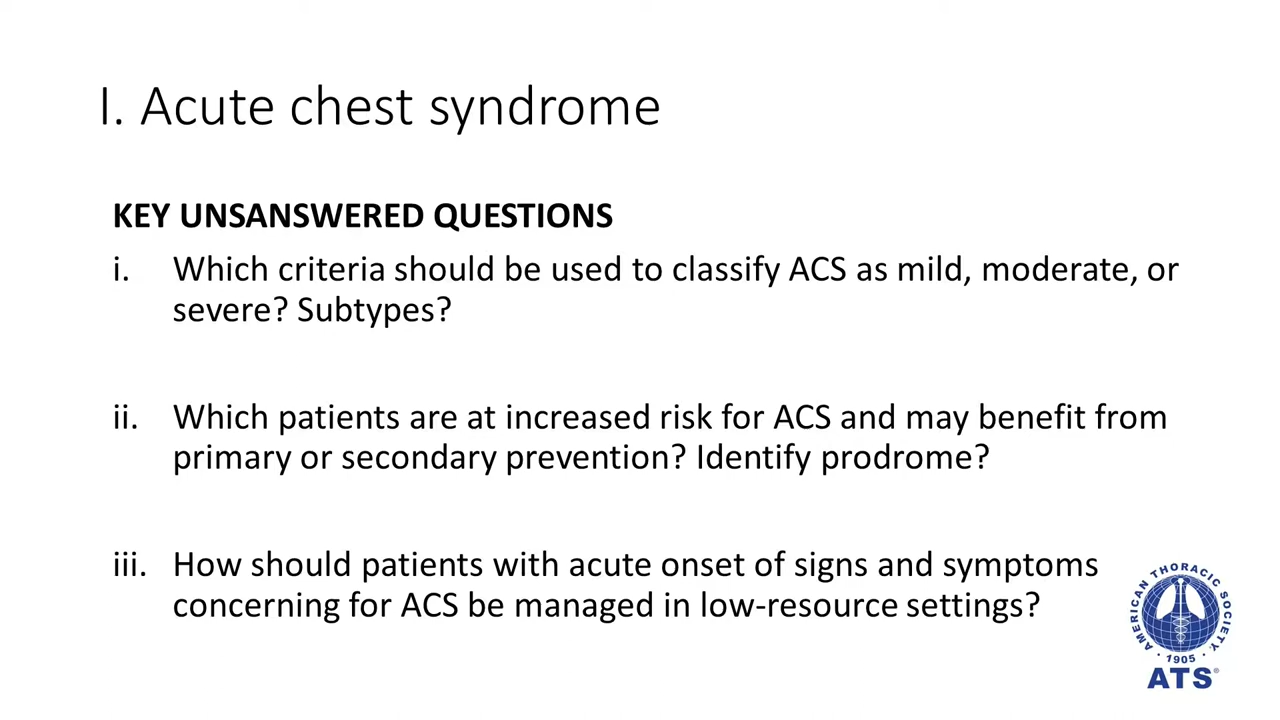 I. Acute chest syndrome
KEY UNSANSWERED QUESTIONS
i. Which criteria should be used to classify ACS as mild, moderate, or
severe? Subtypes?
ii. Which patients are at increased risk for ACS and may benefit from
primary or secondary prevention? Identify prodrome?
iii. How should patients with acute onset of signs and symptoms
concerning for ACS be managed in low-resource settings?
AMERICAN THORACIC SOCIETY
· 1905 ·
ATS®